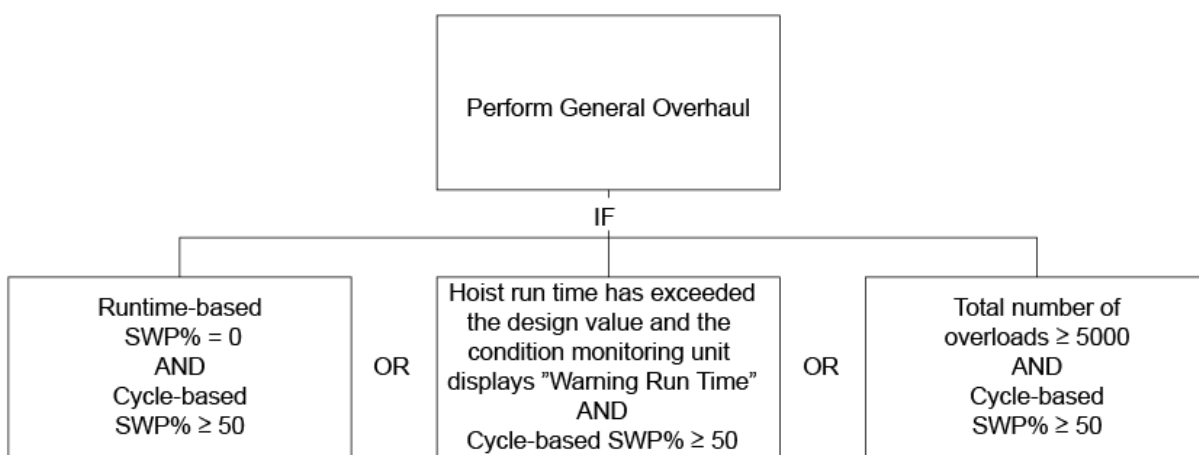 Perform General Overhaul
IF
Runtime-based
SWP% = 0
AND
Cycle-based
SWP% ≥ 50
OR
Hoist run time has exceeded
the design value and the
condition monitoring unit
displays ”Warning Run Time”
AND
Cycle-based SWP% ≥ 50
OR
Total number of
overloads ≥ 5000
AND
Cycle-based
SWP% ≥ 50